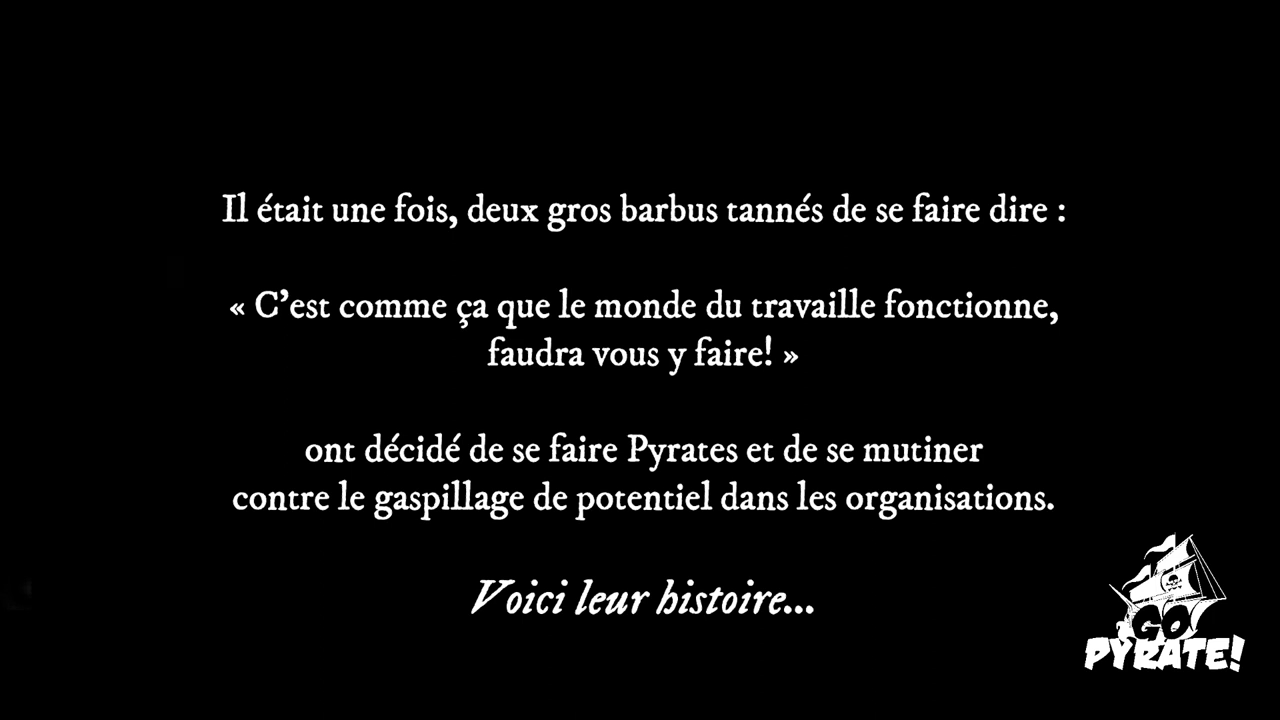 Il était une fois, deux gros barbus tannés de se faire dire :
« C'est comme ça que le monde du travaille fonctionne,
faudra vous y faire! »
ont décidé de se faire Pyrates et de se mutiner
contre le gaspillage de potentiel dans les organisations.
Voici leur histoire...
GO
PYRATE!